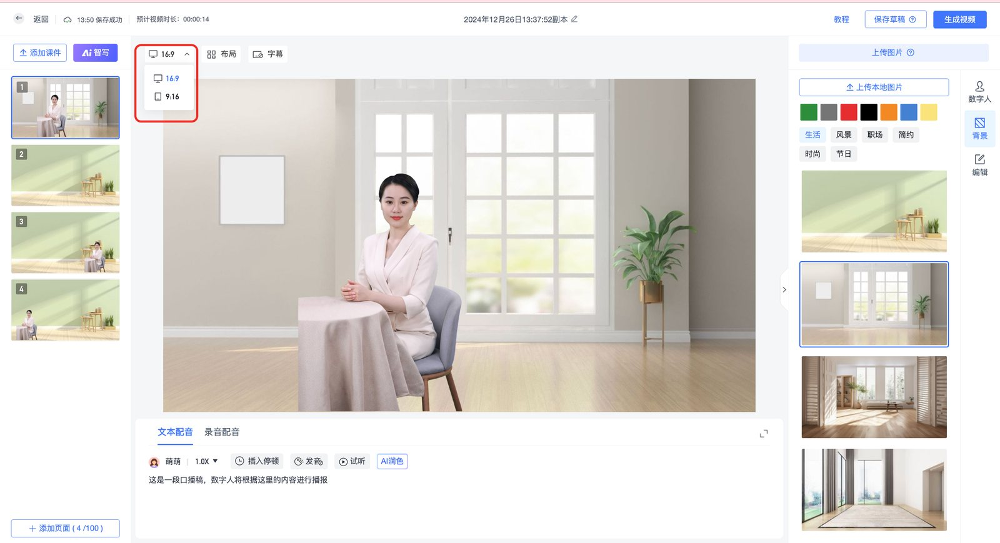 返回
13:50 保存成功
预计视频时长：00:00:14
2024年12月26日13:37:52副本
教程
保存草稿
生成视频
添加课件
Ai 智写
16:9
布局
字幕
16:9
9:16
1
2
3
4
添加页面 ( 4 /100 )
上传图片
上传本地图片
生活
风景
职场
简约
时尚
节日
数字人
背景
编辑
文本配音
录音配音
萌萌
1.0X
插入停顿
发音
试听
AI润色
这是一段口播稿，数字人将根据这里的内容进行播报